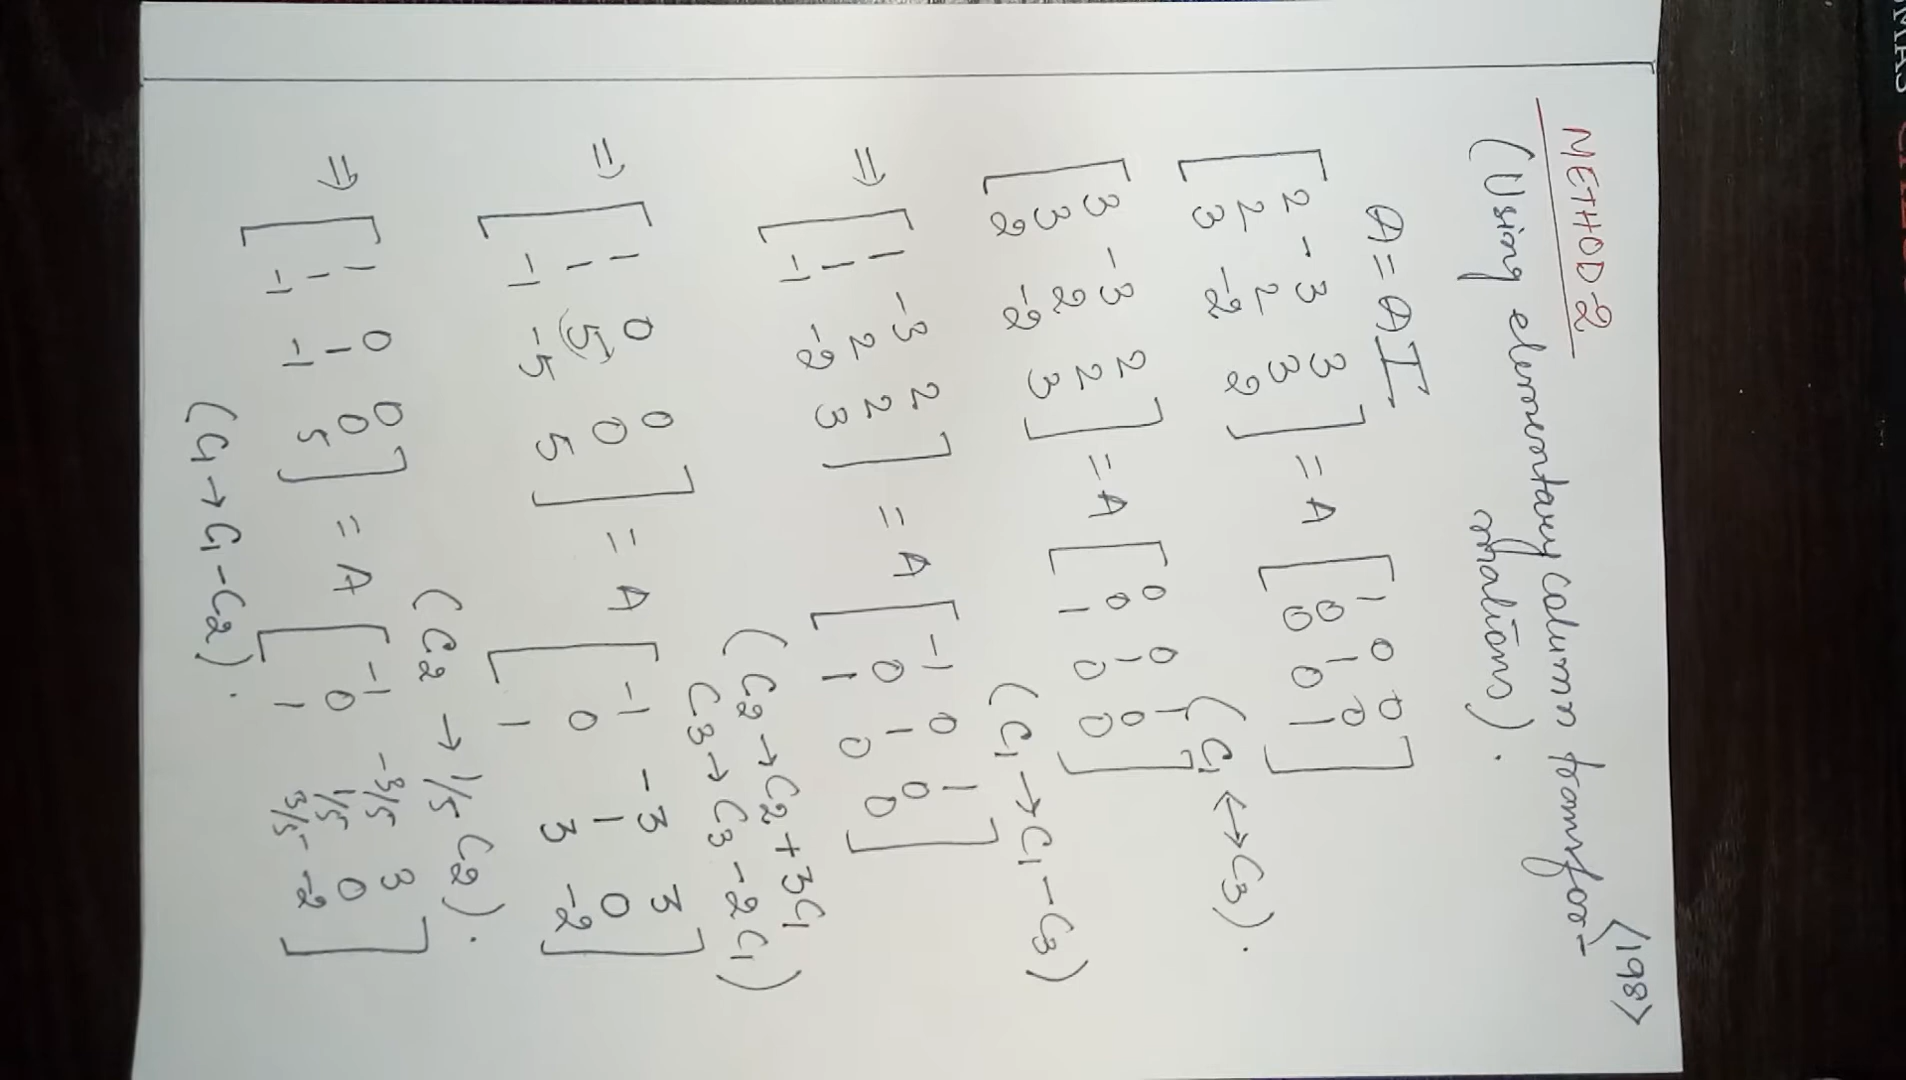 <198>
METHOD-2
(Using elementary column transfor-
mations).
A = AI
[2 -3 3
2 2 3
3 -2 2] = A [1 0 0
0 1 0
0 0 1]
(C1 ↔ C3).
[3 -3 2
3 2 2
2 -2 3] = A [0 0 1
0 1 0
1 0 0]
(C1 → C1 - C3)
⇒ [1 -3 2
1 2 2
-1 -2 3] = A [-1 0 1
0 1 0
1 0 0]
(C2 → C2 + 3C1
C3 → C3 - 2C1)
⇒ [1 0 0
1 5 0
-1 -5 5] = A [-1 -3 3
0 1 0
1 3 -2]
(C2 → 1/5 C2).
⇒ [1 0 0
1 1 0
-1 -1 5] = A [-1 -3/5 3
0 1/5 0
1 3/5 -2]
(C1 → C1 - C2).